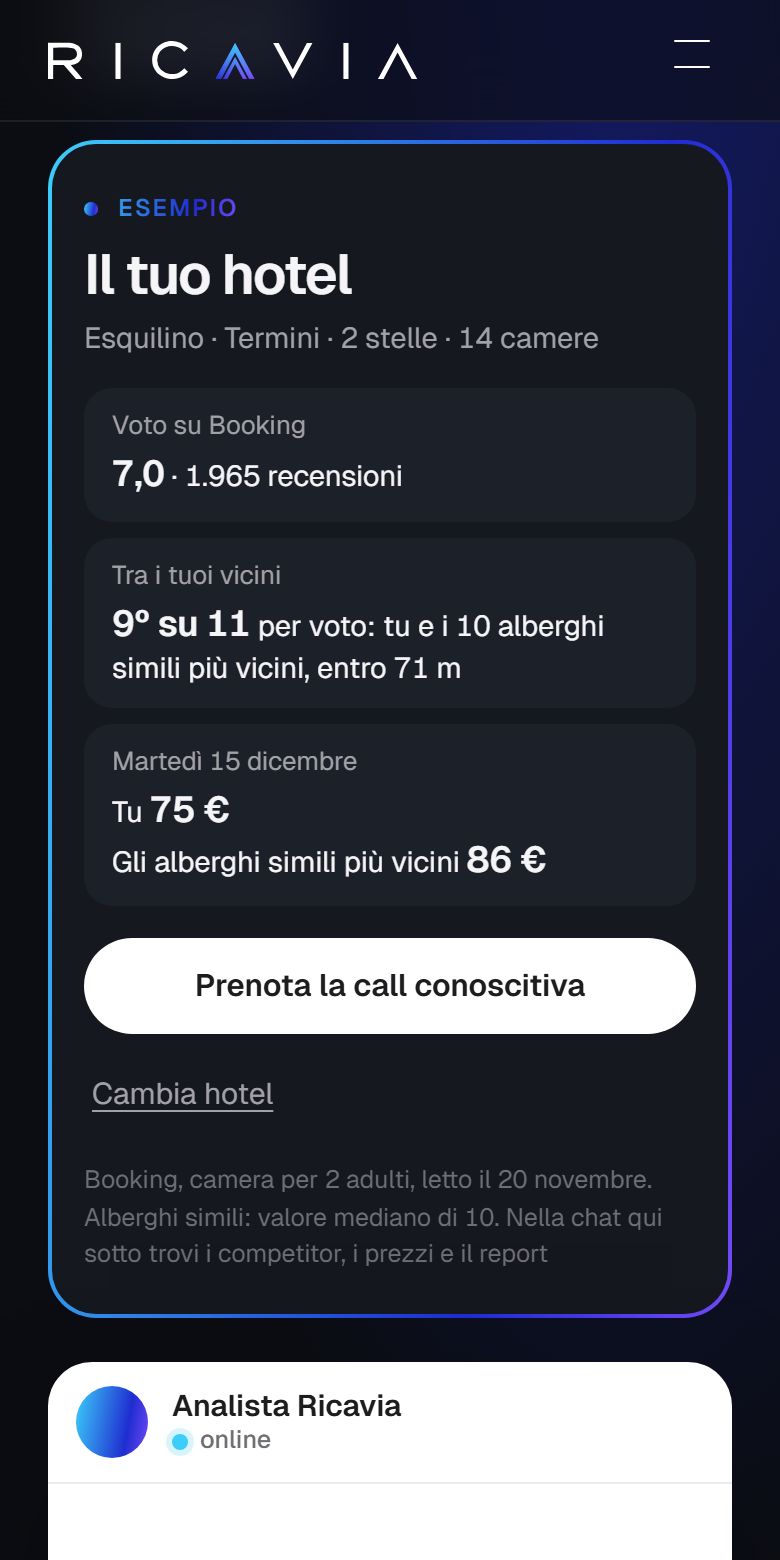 RICAVIA
ESEMPIO
Il tuo hotel
Esquilino · Termini · 2 stelle · 14 camere
Voto su Booking
7,0 · 1.965 recensioni
Tra i tuoi vicini
9º su 11 per voto: tu e i 10 alberghi
simili più vicini, entro 71 m
Martedì 15 dicembre
Tu 75 €
Gli alberghi simili più vicini 86 €
Prenota la call conoscitiva
Cambia hotel
Booking, camera per 2 adulti, letto il 20 novembre.
Alberghi simili: valore mediano di 10. Nella chat qui
sotto trovi i competitor, i prezzi e il report
Analista Ricavia
online